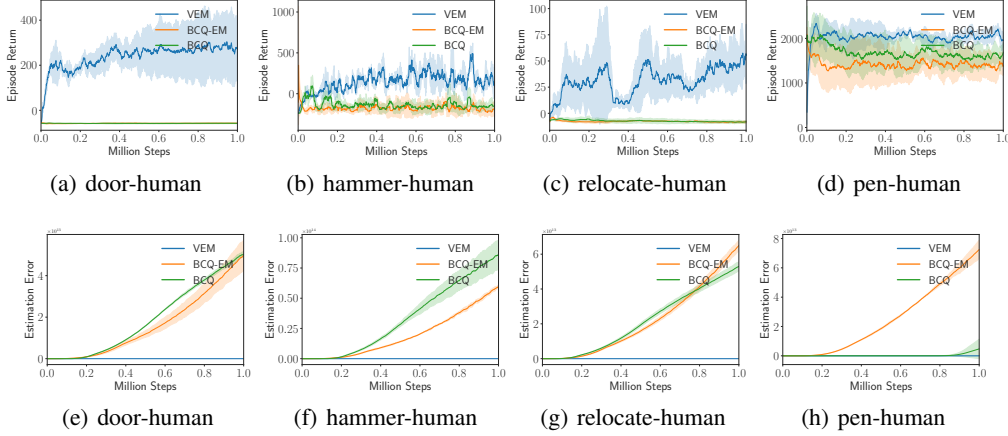 400
200
0
0.0 0.2 0.4 0.6 0.8 1.0
Million Steps
Episode Return
VEM
BCQ-EM
BCQ
(a) door-human
1000
500
0
0.0 0.2 0.4 0.6 0.8 1.0
Million Steps
Episode Return
VEM
BCQ-EM
BCQ
(b) hammer-human
100
75
50
25
0
0.0 0.2 0.4 0.6 0.8 1.0
Million Steps
Episode Return
VEM
BCQ-EM
BCQ
(c) relocate-human
2000
1000
0
0.0 0.2 0.4 0.6 0.8 1.0
Million Steps
Episode Return
VEM
BCQ-EM
BCQ
(d) pen-human
4
2
0
0.0 0.2 0.4 0.6 0.8 1.0
Million Steps
Estimation Error
VEM
BCQ-EM
BCQ
(e) door-human
1.00
0.75
0.50
0.25
0.00
0.0 0.2 0.4 0.6 0.8 1.0
Million Steps
Estimation Error
VEM
BCQ-EM
BCQ
(f) hammer-human
6
4
2
0
0.0 0.2 0.4 0.6 0.8 1.0
Million Steps
Estimation Error
VEM
BCQ-EM
BCQ
(g) relocate-human
8
6
4
2
0
0.0 0.2 0.4 0.6 0.8 1.0
Million Steps
Estimation Error
VEM
BCQ-EM
BCQ
(h) pen-human